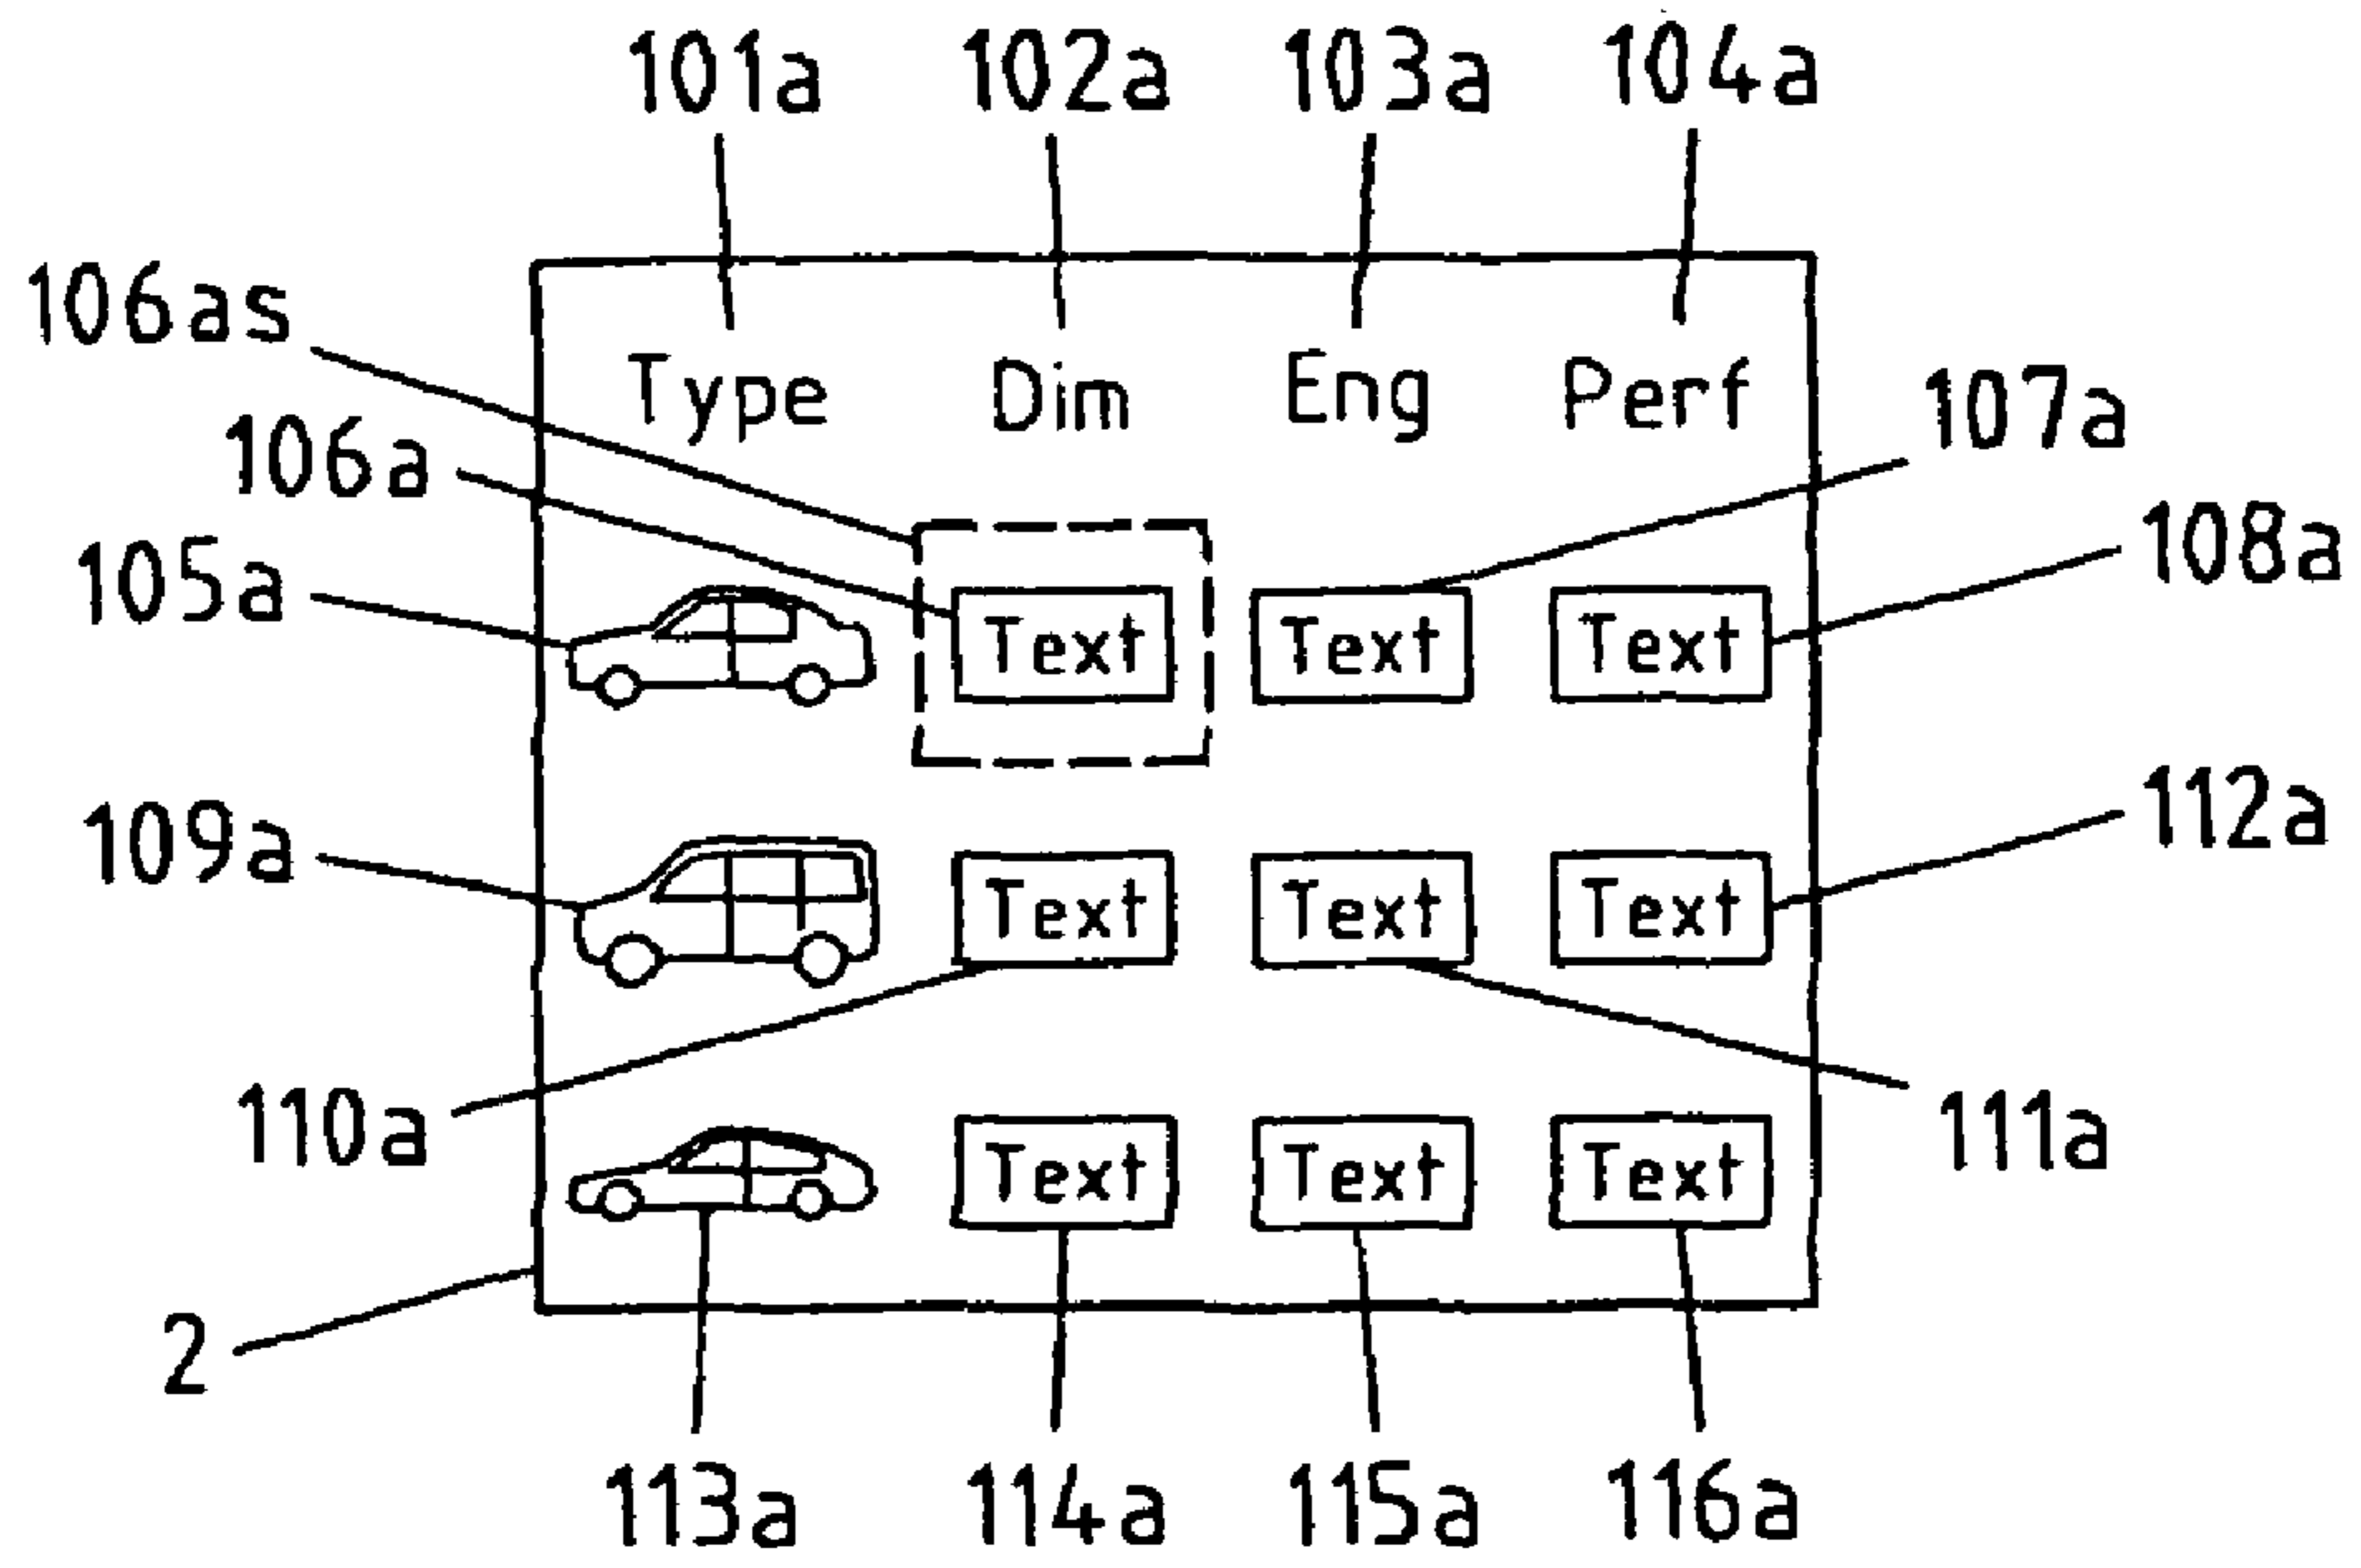 101a 102a 103a 104a
106as
Type Dim Eng Perf
107a
106a
108a
105a
Text Text Text
112a
109a
Text Text Text
110a
111a
Text Text Text
2
113a 114a 115a 116a